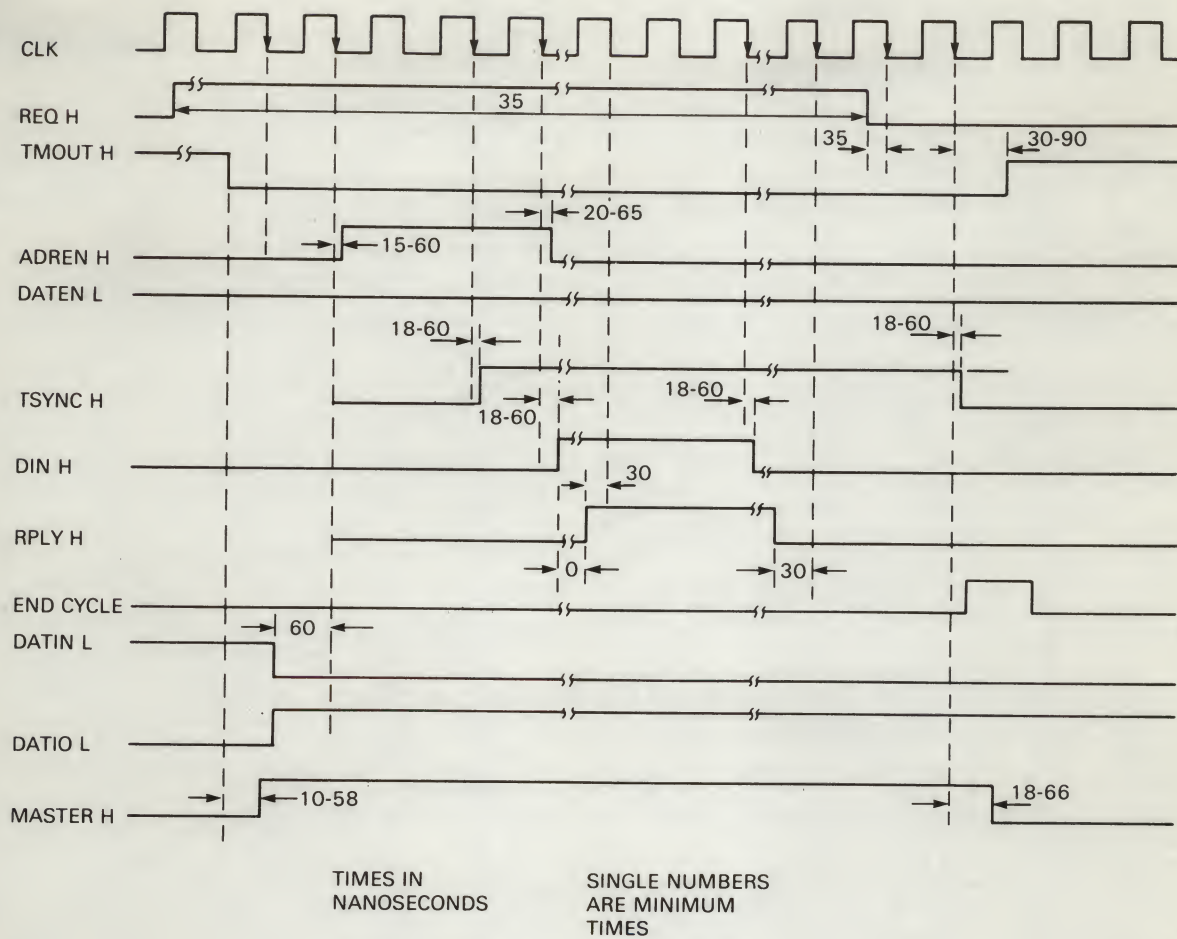 CLK
35
REQ H
TMOUT H
35
30-90
20-65
ADREN H
15-60
DATEN L
18-60
18-60
TSYNC H
18-60
18-60
DIN H
30
RPLY H
0
30
END CYCLE
60
DATIN L
DATIO L
10-58
18-66
MASTER H
TIMES IN
NANOSECONDS
SINGLE NUMBERS
ARE MINIMUM
TIMES